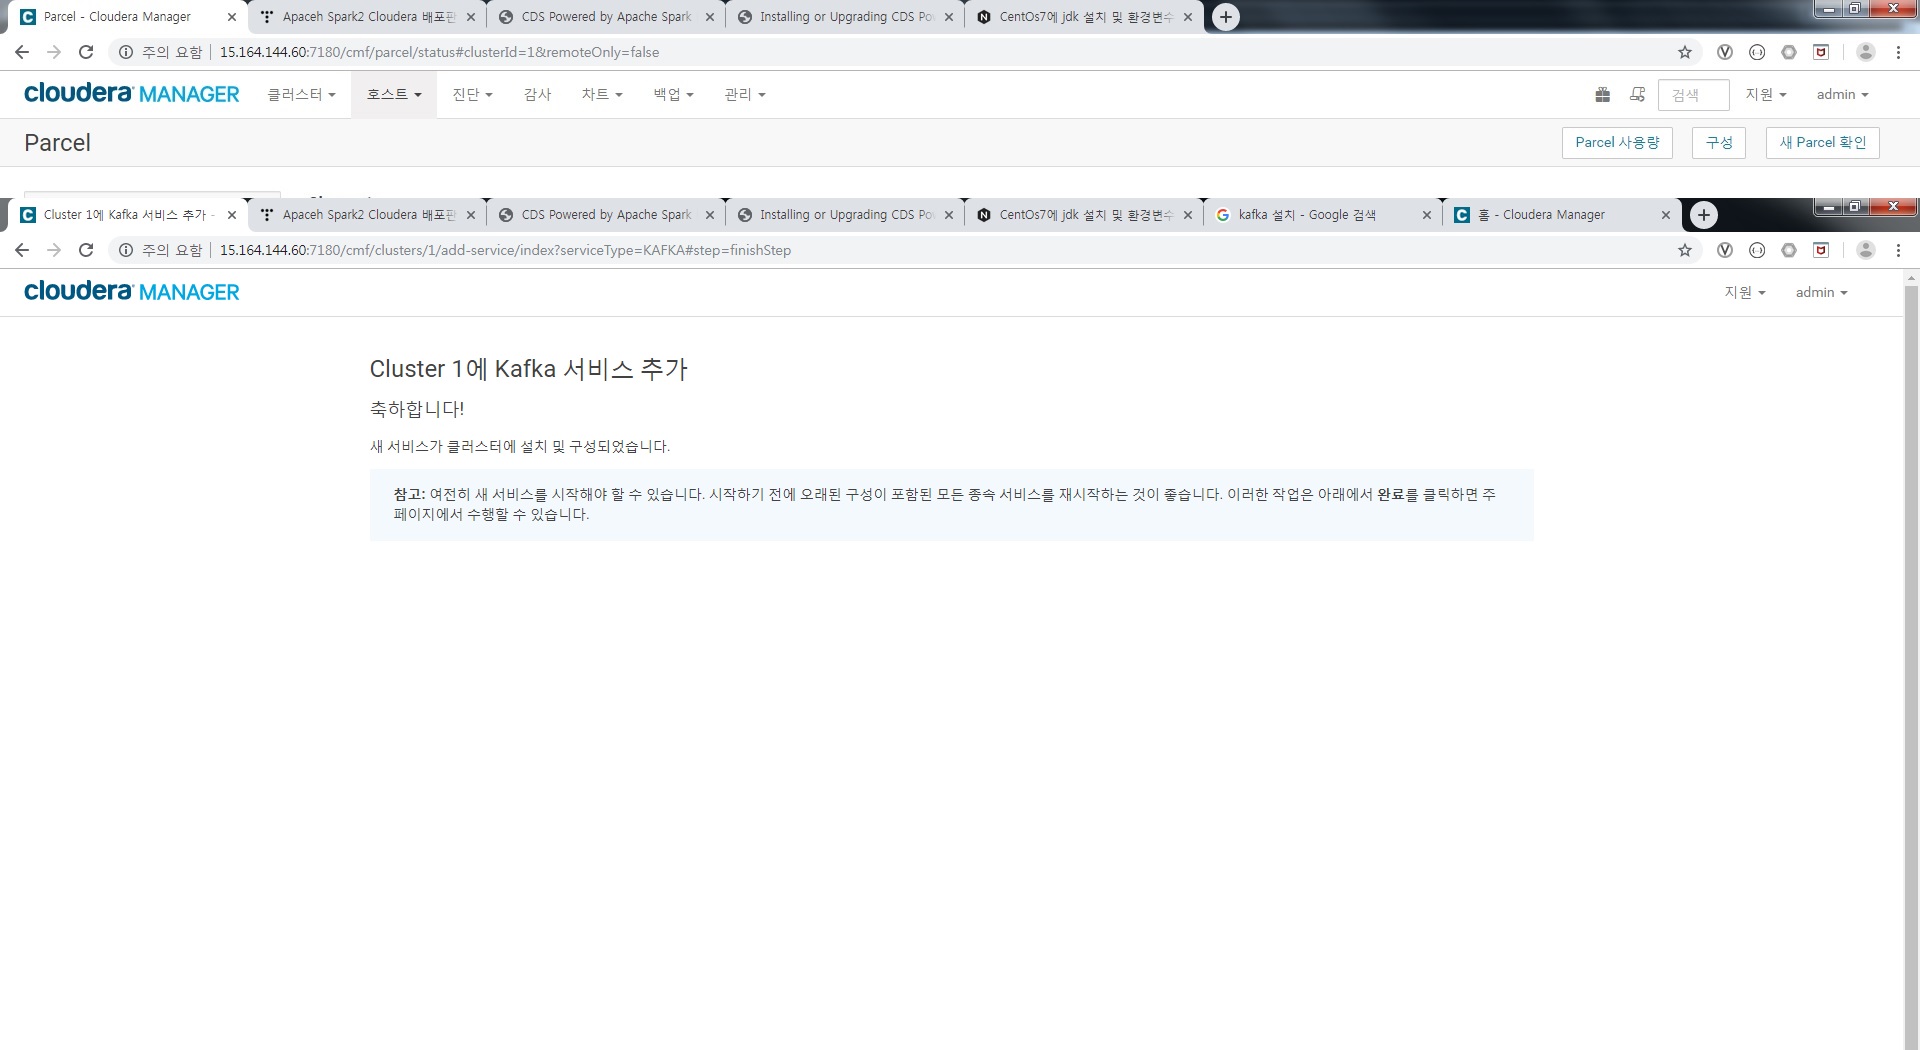 Parcel - Cloudera Manager
Apaceh Spark2 Cloudera 배포판
CDS Powered by Apache Spark
Installing or Upgrading CDS Po
CentOs7에 jdk 설치 및 환경변수
주의 요함 15.164.144.60:7180/cmf/parcel/status#clusterId=1&remoteOnly=false
cloudera MANAGER 클러스터 호스트 진단 감사 차트 백업 관리 검색 지원 admin
Parcel Parcel 사용량 구성 새 Parcel 확인
Cluster 1에 Kafka 서비스 추가 -
Apaceh Spark2 Cloudera 배포판
CDS Powered by Apache Spark
Installing or Upgrading CDS Po
CentOs7에 jdk 설치 및 환경변수
kafka 설치 - Google 검색
홈 - Cloudera Manager
주의 요함 15.164.144.60:7180/cmf/clusters/1/add-service/index?serviceType=KAFKA#step=finishStep
cloudera MANAGER 지원 admin
Cluster 1에 Kafka 서비스 추가
축하합니다!
새 서비스가 클러스터에 설치 및 구성되었습니다.
참고: 여전히 새 서비스를 시작해야 할 수 있습니다. 시작하기 전에 오래된 구성이 포함된 모든 종속 서비스를 재시작하는 것이 좋습니다. 이러한 작업은 아래에서 완료를 클릭하면 주
페이지에서 수행할 수 있습니다.